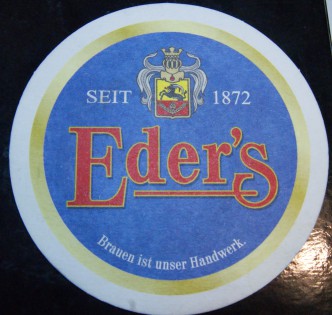 SEIT 1872
Eder's
Brauen ist unser Handwerk.